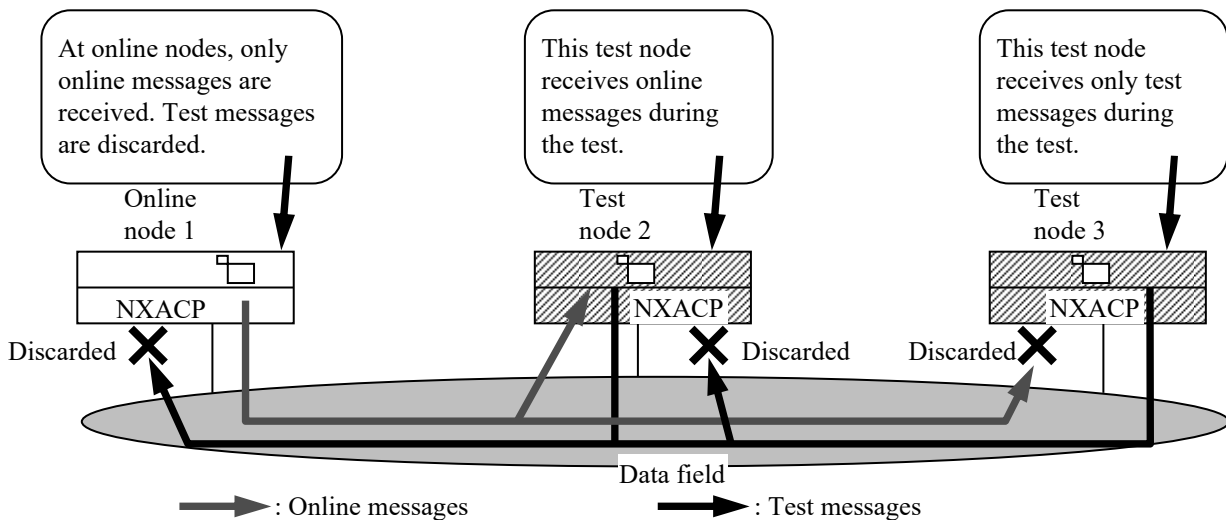 At online nodes, only
online messages are
received. Test messages
are discarded.
This test node
receives online
messages during
the test.
This test node
receives only test
messages during
the test.
Online
node 1
Test
node 2
Test
node 3
NXACP
NXACP
NXACP
Discarded
Discarded
Discarded
Data field
: Online messages
: Test messages